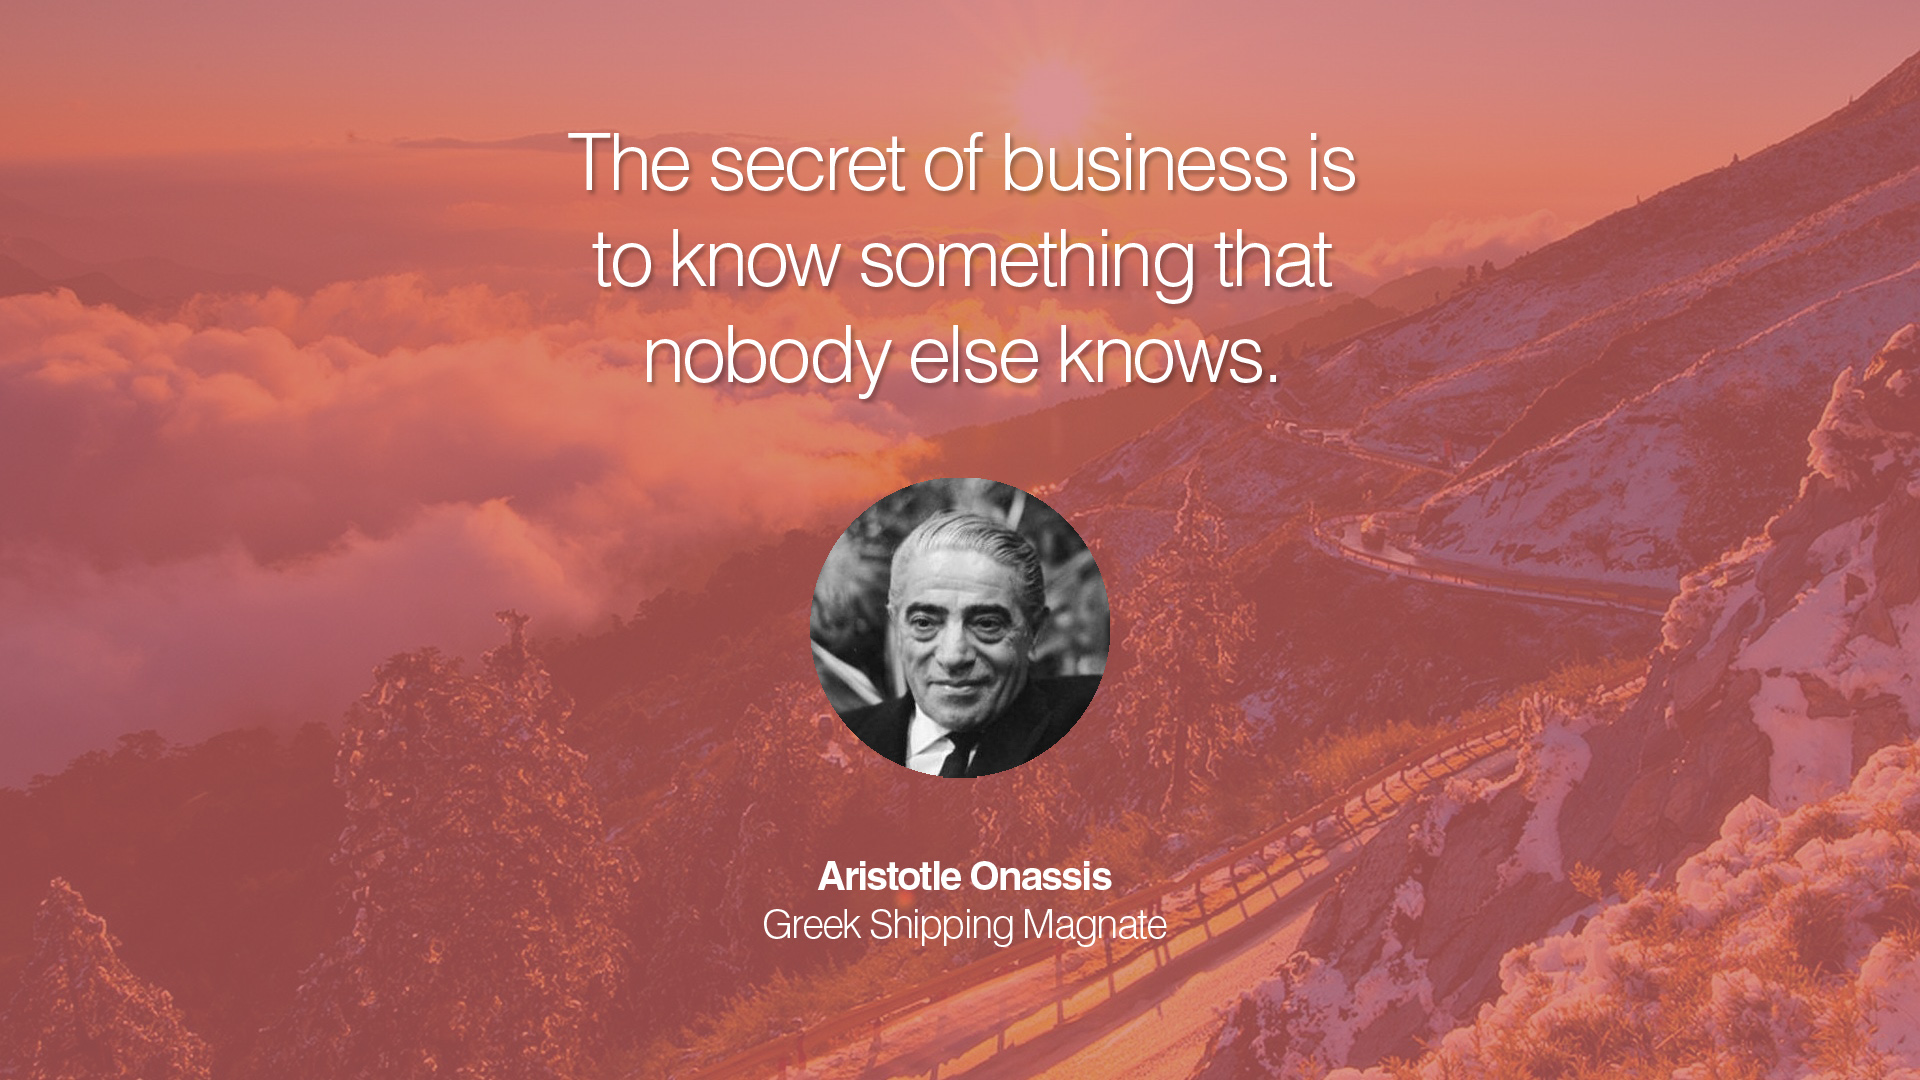 The secret of business is
to know something that
nobody else knows.
Aristotle Onassis
Greek Shipping Magnate